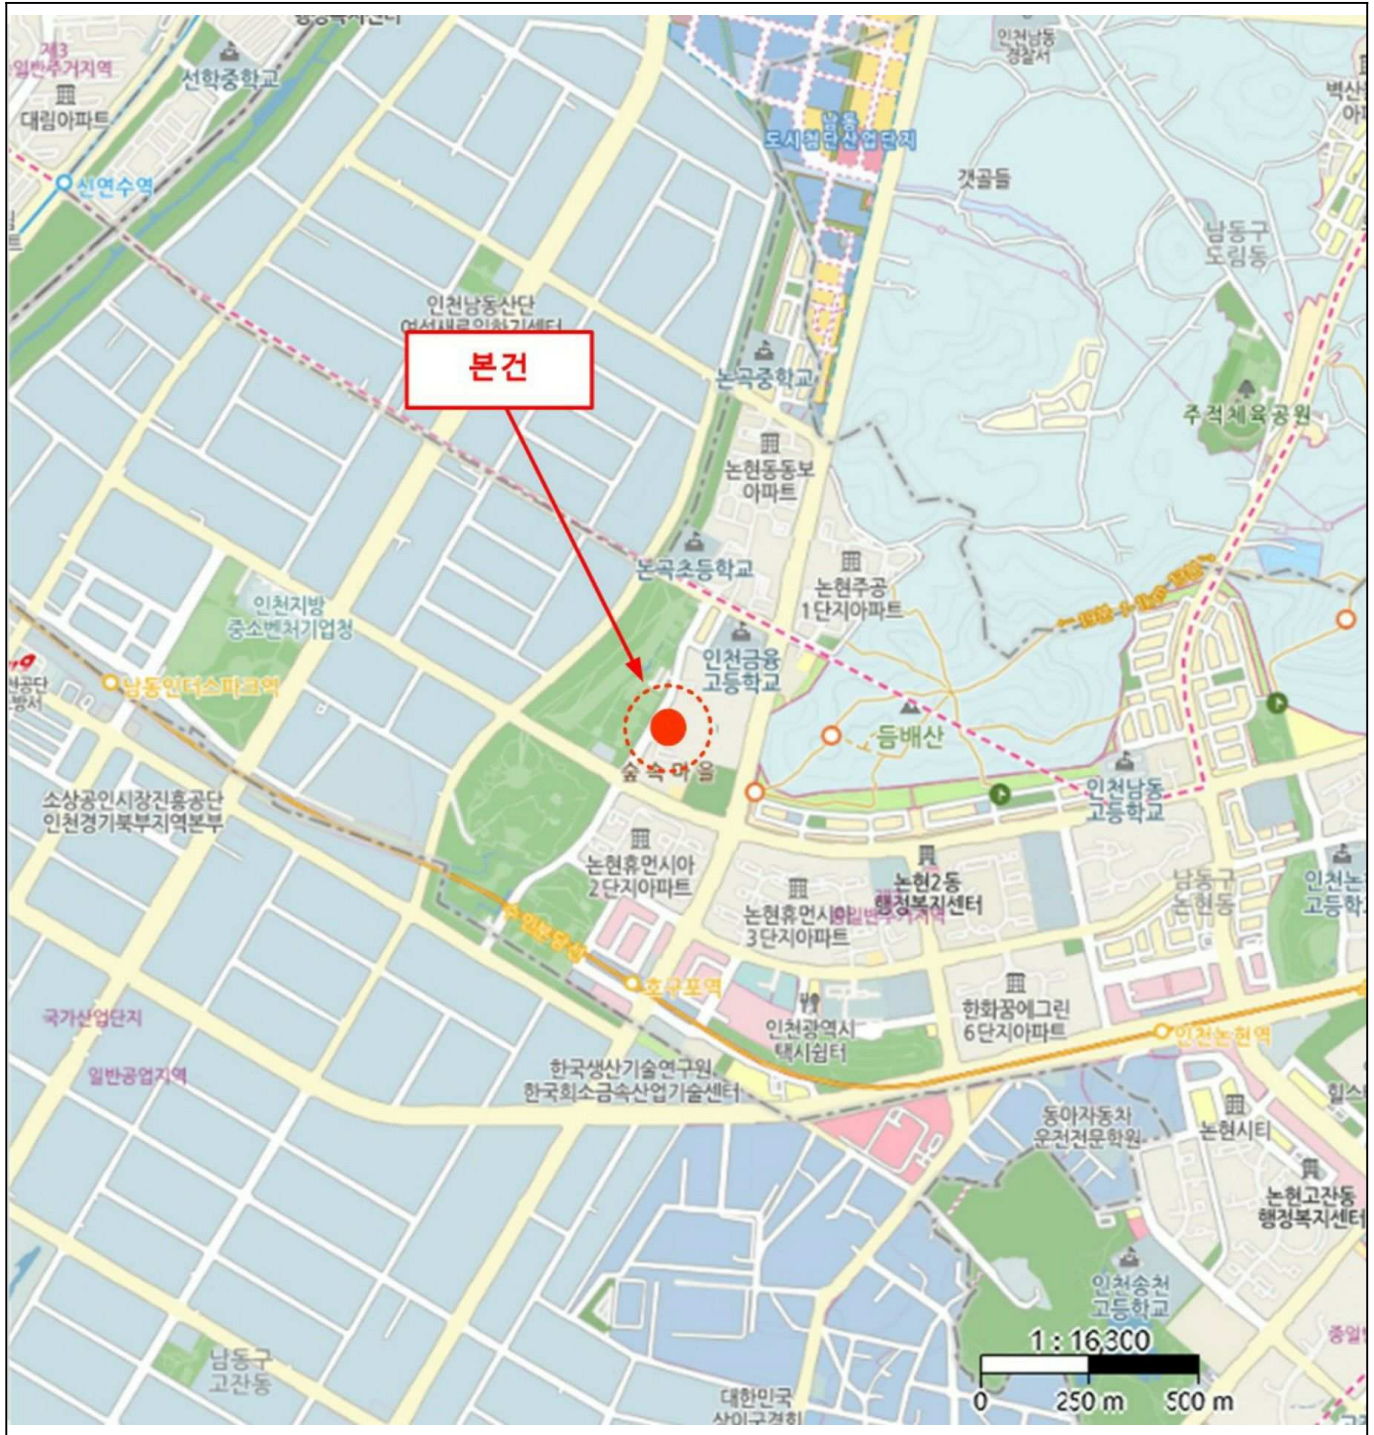 제3
일반주거지역
대림아파트
선학중학교
인천남동
경찰서
남동
도시첨단산업단지
갯골들
신연수역
남동구
도림동
인천남동산단
본건
논곡중학교
주적체육공원
논현동동보
아파트
논곡초등학교
논현주공
1단지아파트
인천지방
중소벤처기업청
인천금융
고등학교
남동인더스파크역
듬배산
숲속마을
인천남동
고등학교
소상공인시장진흥공단
인천경기북부지역본부
논현휴먼시아
2단지아파트
논현2동
행정복지센터
남동구
논현동
논현휴먼시아
3단지아파트
수인분당선
호구포역
한화꿈에그린
6단지아파트
인천광역시
택시쉼터
인천논현역
국가산업단지
일반공업지역
한국생산기술연구원
한국희소금속산업기술센터
동아자동차
운전전문학원
논현시티
논현고잔동
행정복지센터
인천송천
고등학교
1 : 16,300
0 250 m 500 m
남동구
고잔동
대한민국